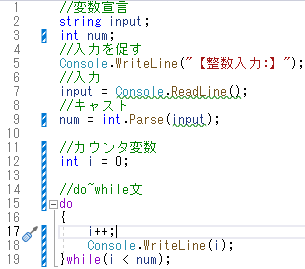 1 //変数宣言
2 string input;
3 int num;
4 //入力を促す
5 Console.WriteLine("【整数入力:】");
6 //入力
7 input = Console.ReadLine();
8 //キャスト
9 num = int.Parse(input);
10
11 //カウンタ変数
12 int i = 0;
13
14 //do~while文
15 do
16 {
17 i++;
18 Console.WriteLine(i);
19 }while(i < num);